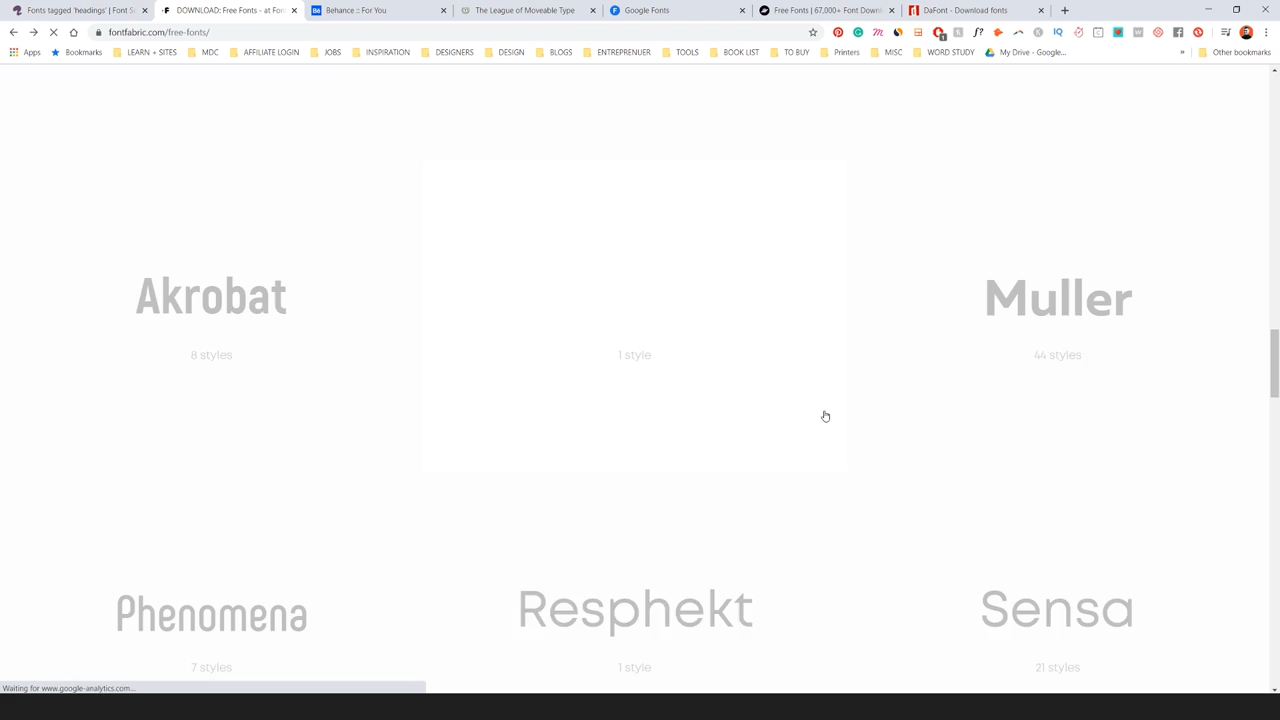 Fonts tagged 'headings' | Font S
DOWNLOAD: Free Fonts - at Fon
Behance :: For You
The League of Moveable Type
Google Fonts
Free Fonts | 67,000+ Font Down
DaFont - Download fonts
fontfabric.com/free-fonts/
Apps
Bookmarks
LEARN + SITES
MDC
AFFILIATE LOGIN
JOBS
INSPIRATION
DESIGNERS
DESIGN
BLOGS
ENTREPRENUER
TOOLS
BOOK LIST
TO BUY
Printers
MISC
WORD STUDY
My Drive - Google...
Other bookmarks
Akrobat
Muller
8 styles
1 style
44 styles
Phenomena
Resphekt
Sensa
7 styles
1 style
21 styles
Waiting for www.google-analytics.com...